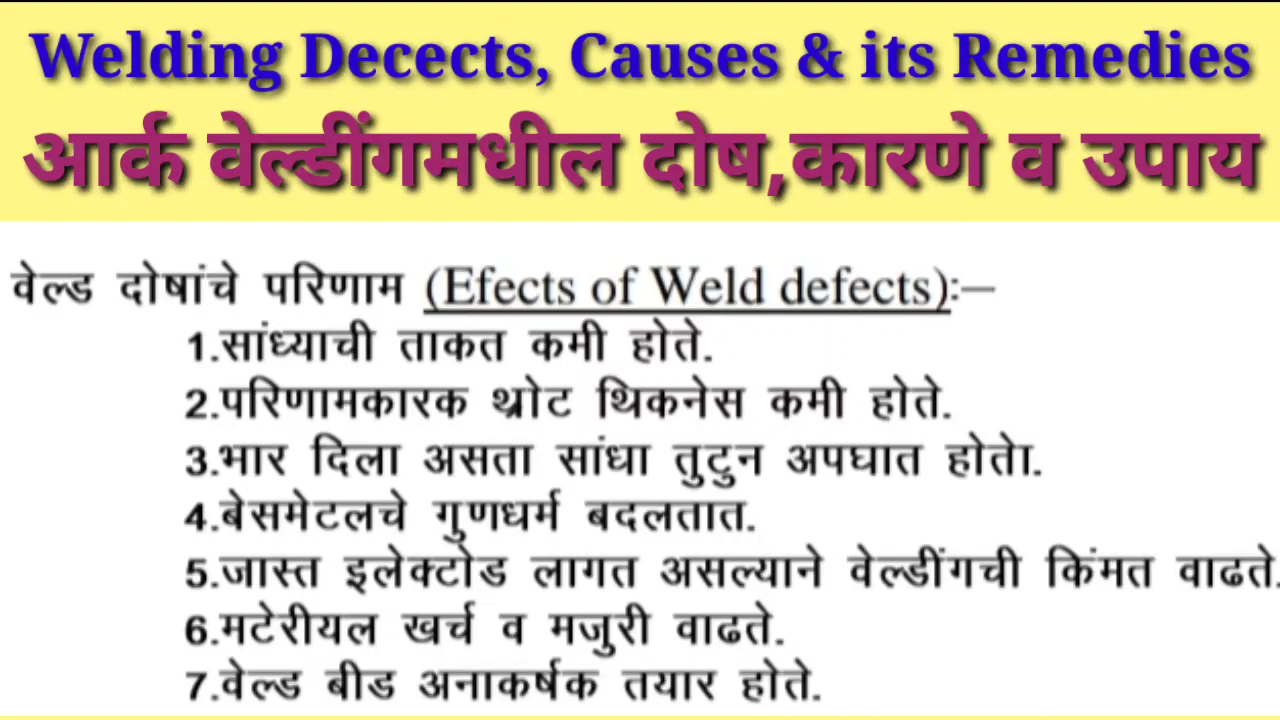 Welding Decects, Causes & its Remedies
आर्क वेल्डींगमधील दोष,कारणे व उपाय
वेल्ड दोषांचे परिणाम (Efects of Weld defects):–
1.सांध्याची ताकत कमी होते.
2.परिणामकारक थ्रोट थिकनेस कमी होते.
3.भार दिला असता सांधा तुटुन अपघात होतेा.
4.बेसमेटलचे गुणधर्म बदलतात.
5.जास्त इलेक्टोड लागत असल्याने वेल्डींगची किंमत वाढते.
6.मटेरीयल खर्च व मजुरी वाढते.
7.वेल्ड बीड अनाकर्षक तयार होते.